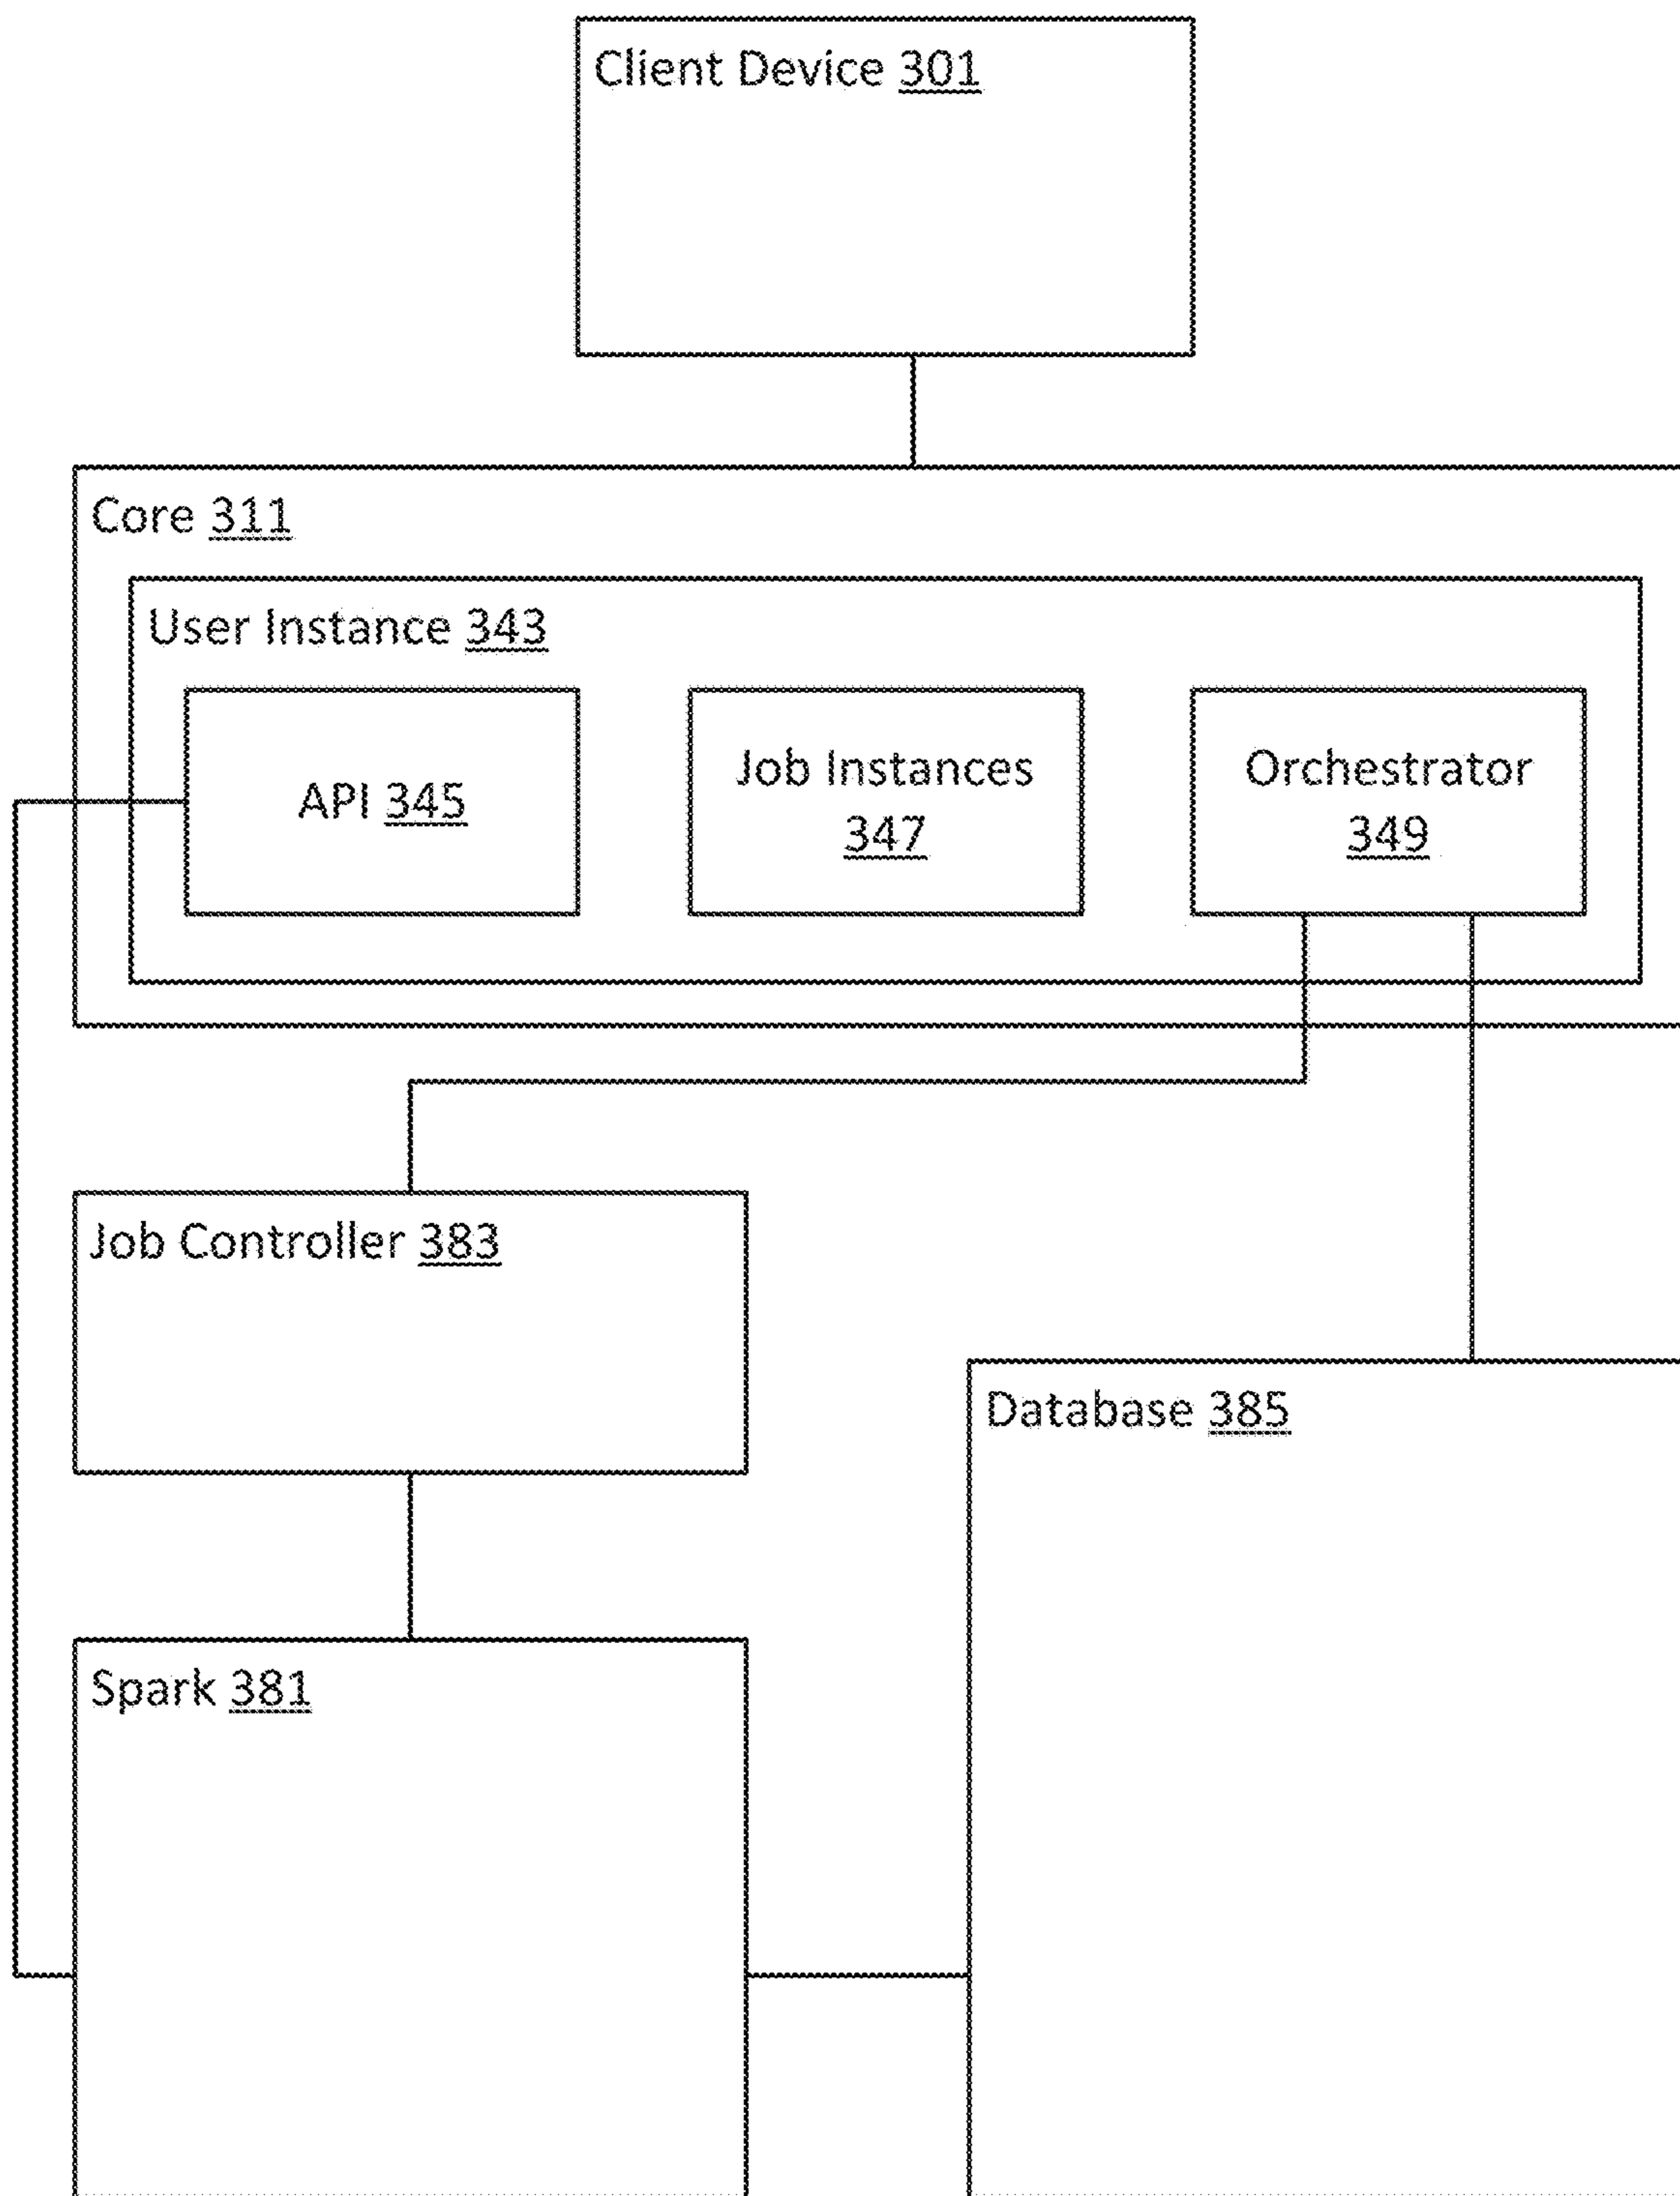 Client Device 301
Core 311
User Instance 343
API 345
Job Instances
347
Orchestrator
349
Job Controller 383
Database 385
Spark 381